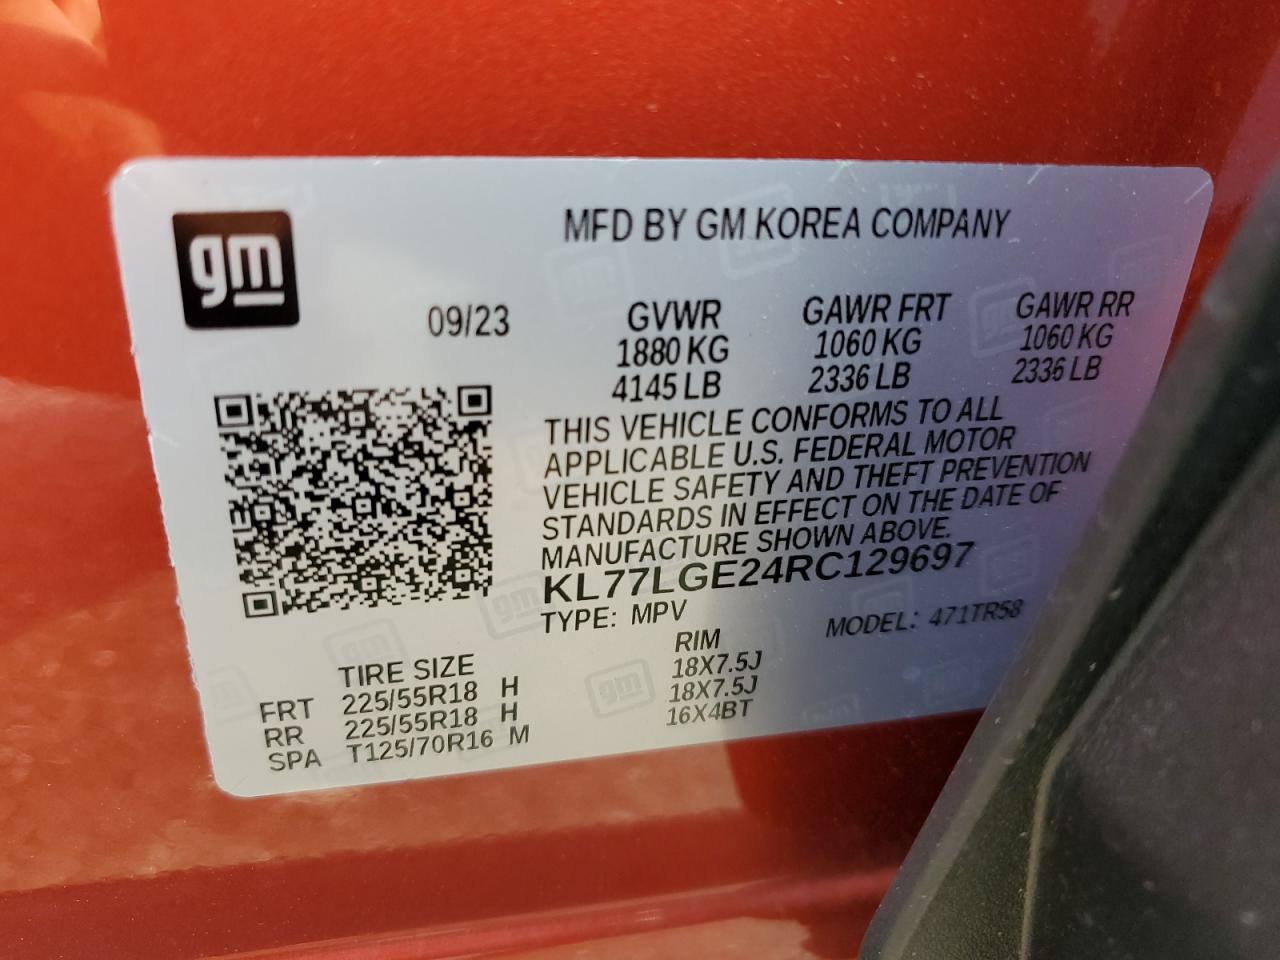 gm
MFD BY GM KOREA COMPANY
09/23
GVWR GAWR FRT GAWR RR
1880 KG 1060 KG 1060 KG
4145 LB 2336 LB 2336 LB
THIS VEHICLE CONFORMS TO ALL
APPLICABLE U.S. FEDERAL MOTOR
VEHICLE SAFETY AND THEFT PREVENTION
STANDARDS IN EFFECT ON THE DATE OF
MANUFACTURE SHOWN ABOVE.
KL77LGE24RC129697
TYPE: MPV MODEL: 471TR58
TIRE SIZE RIM
FRT 225/55R18 H 18X7.5J
RR 225/55R18 H 18X7.5J
SPA T125/70R16 M 16X4BT